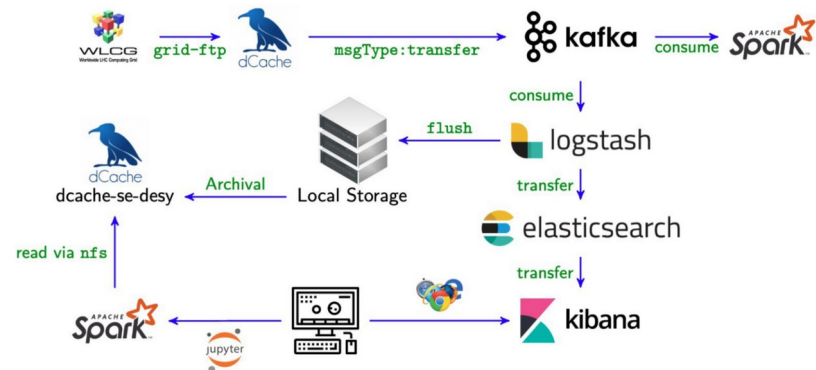 WLCG
Worldwide LHC Computing Grid
grid-ftp
dCache
msgType:transfer
kafka
consume
APACHE
Spark
consume
logstash
flush
Local Storage
Archival
dCache
dcache-se-desy
transfer
elasticsearch
transfer
kibana
read via nfs
APACHE
Spark
jupyter